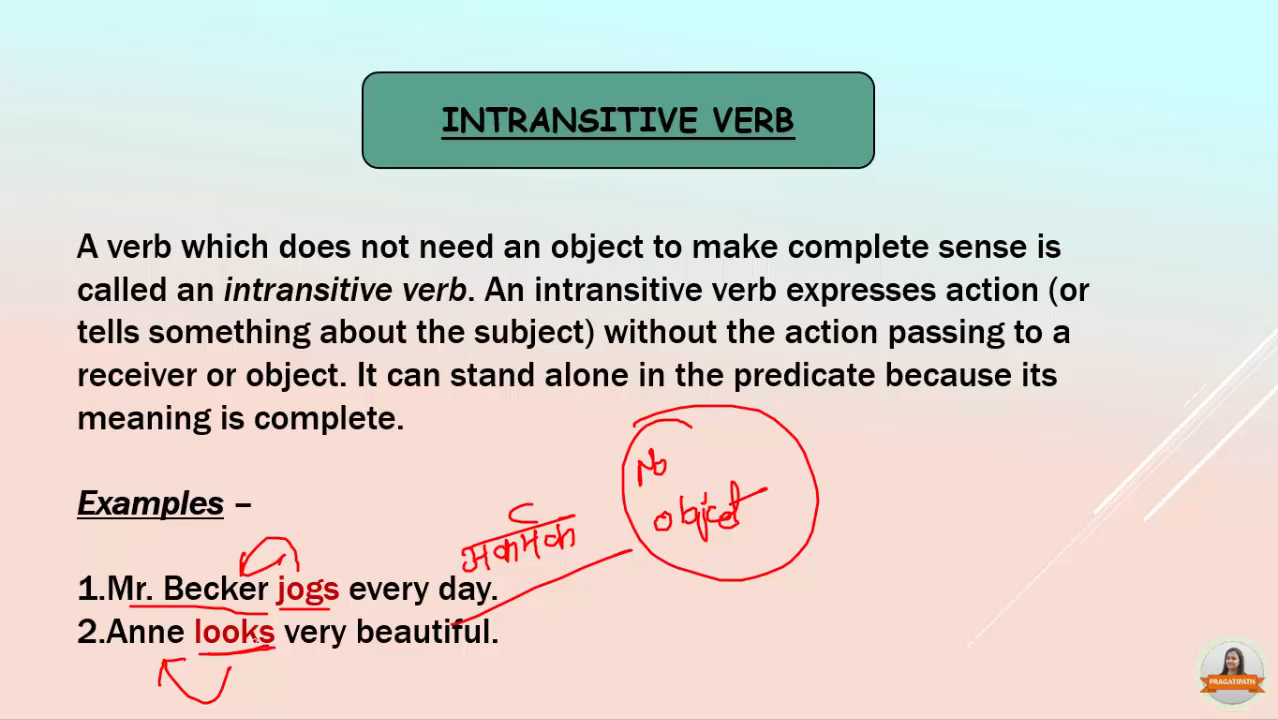 INTRANSITIVE VERB
A verb which does not need an object to make complete sense is
called an intransitive verb. An intransitive verb expresses action (or
tells something about the subject) without the action passing to a
receiver or object. It can stand alone in the predicate because its
meaning is complete.
No
object
Examples –
अकर्मक
1.Mr. Becker jogs every day.
2.Anne looks very beautiful.
PRAGATIPATH